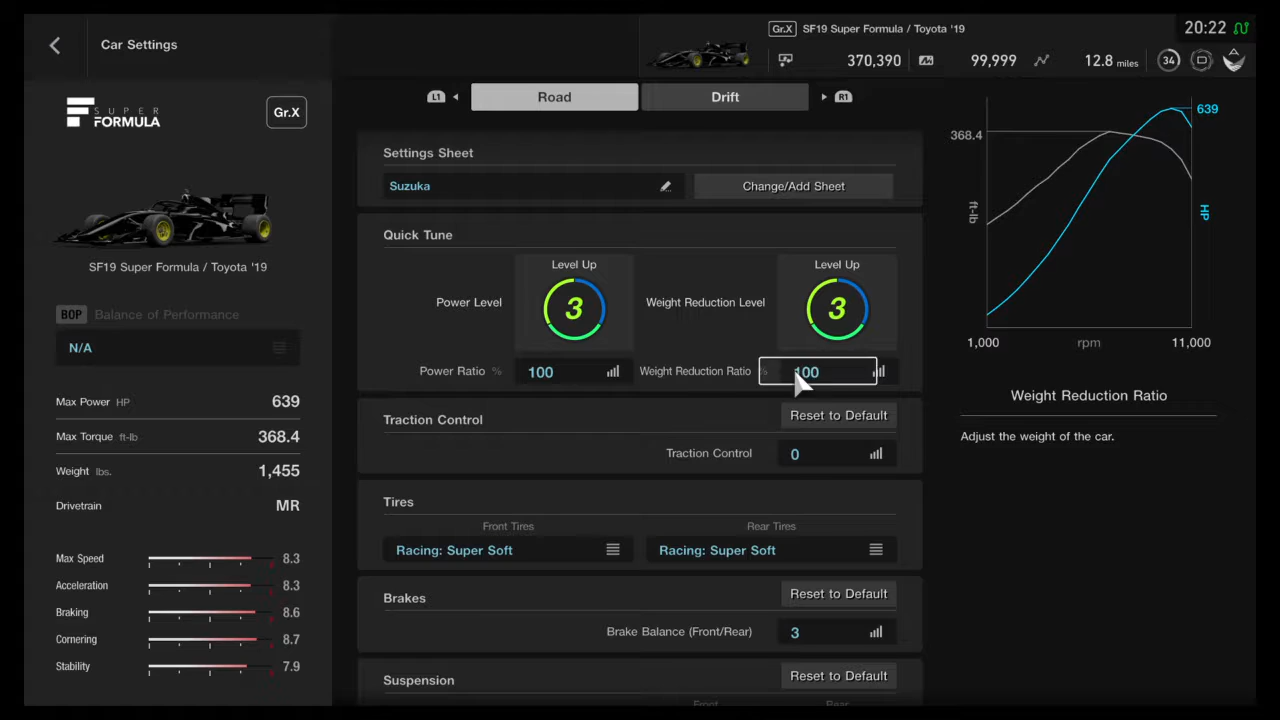 Car Settings
Gr.X SF19 Super Formula / Toyota '19
20:22
370,390
99,999
12.8 miles
34
SUPER
FORMULA
Gr.X
SF19 Super Formula / Toyota '19
BOP Balance of Performance
N/A
Max Power HP 639
Max Torque ft-lb 368.4
Weight lbs. 1,455
Drivetrain MR
Max Speed 8.3
Acceleration 8.3
Braking 8.6
Cornering 8.7
Stability 7.9
L1 Road Drift R1
Settings Sheet
Suzuka Change/Add Sheet
Quick Tune
Level Up Level Up
Power Level 3 Weight Reduction Level 3
Power Ratio % 100 Weight Reduction Ratio % 100
Traction Control Reset to Default
Traction Control 0
Tires
Front Tires Rear Tires
Racing: Super Soft Racing: Super Soft
Brakes Reset to Default
Brake Balance (Front/Rear) 3
Suspension Reset to Default
Front Rear
639
368.4
ft-lb HP
1,000 rpm 11,000
Weight Reduction Ratio
Adjust the weight of the car.